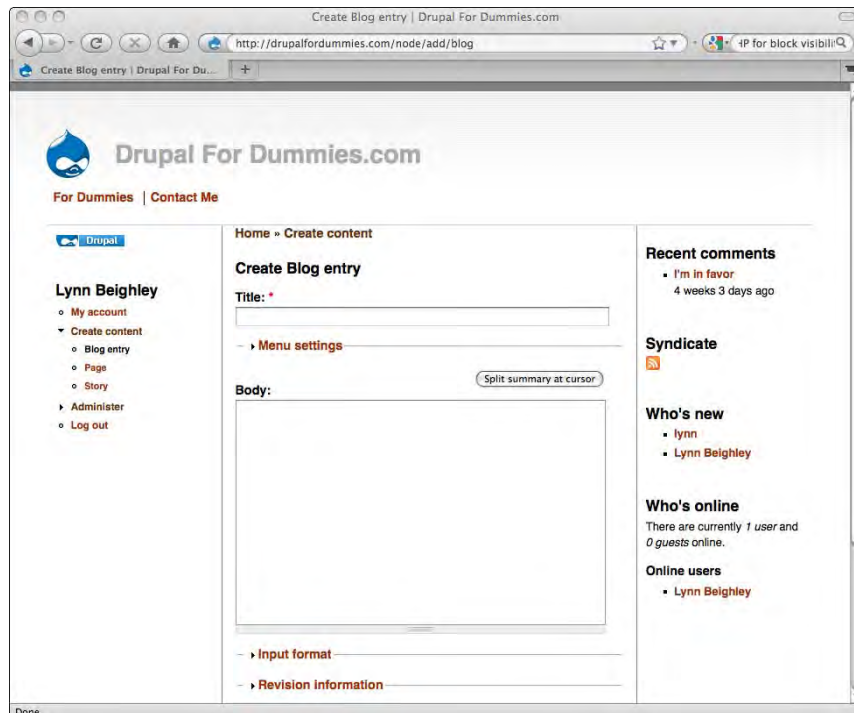 Create Blog entry | Drupal For Dummies.com
http://drupalfordummies.com/node/add/blog
HP for block visibili
Create Blog entry | Drupal For Du...
+
Drupal For Dummies.com
For Dummies | Contact Me
Drupal
Lynn Beighley
My account
Create content
Blog entry
Page
Story
Administer
Log out
Home » Create content
Create Blog entry
Title: *
Menu settings
Split summary at cursor
Body:
Input format
Revision information
Recent comments
I'm in favor
4 weeks 3 days ago
Syndicate
Who's new
lynn
Lynn Beighley
Who's online
There are currently 1 user and
0 guests online.
Online users
Lynn Beighley
Done